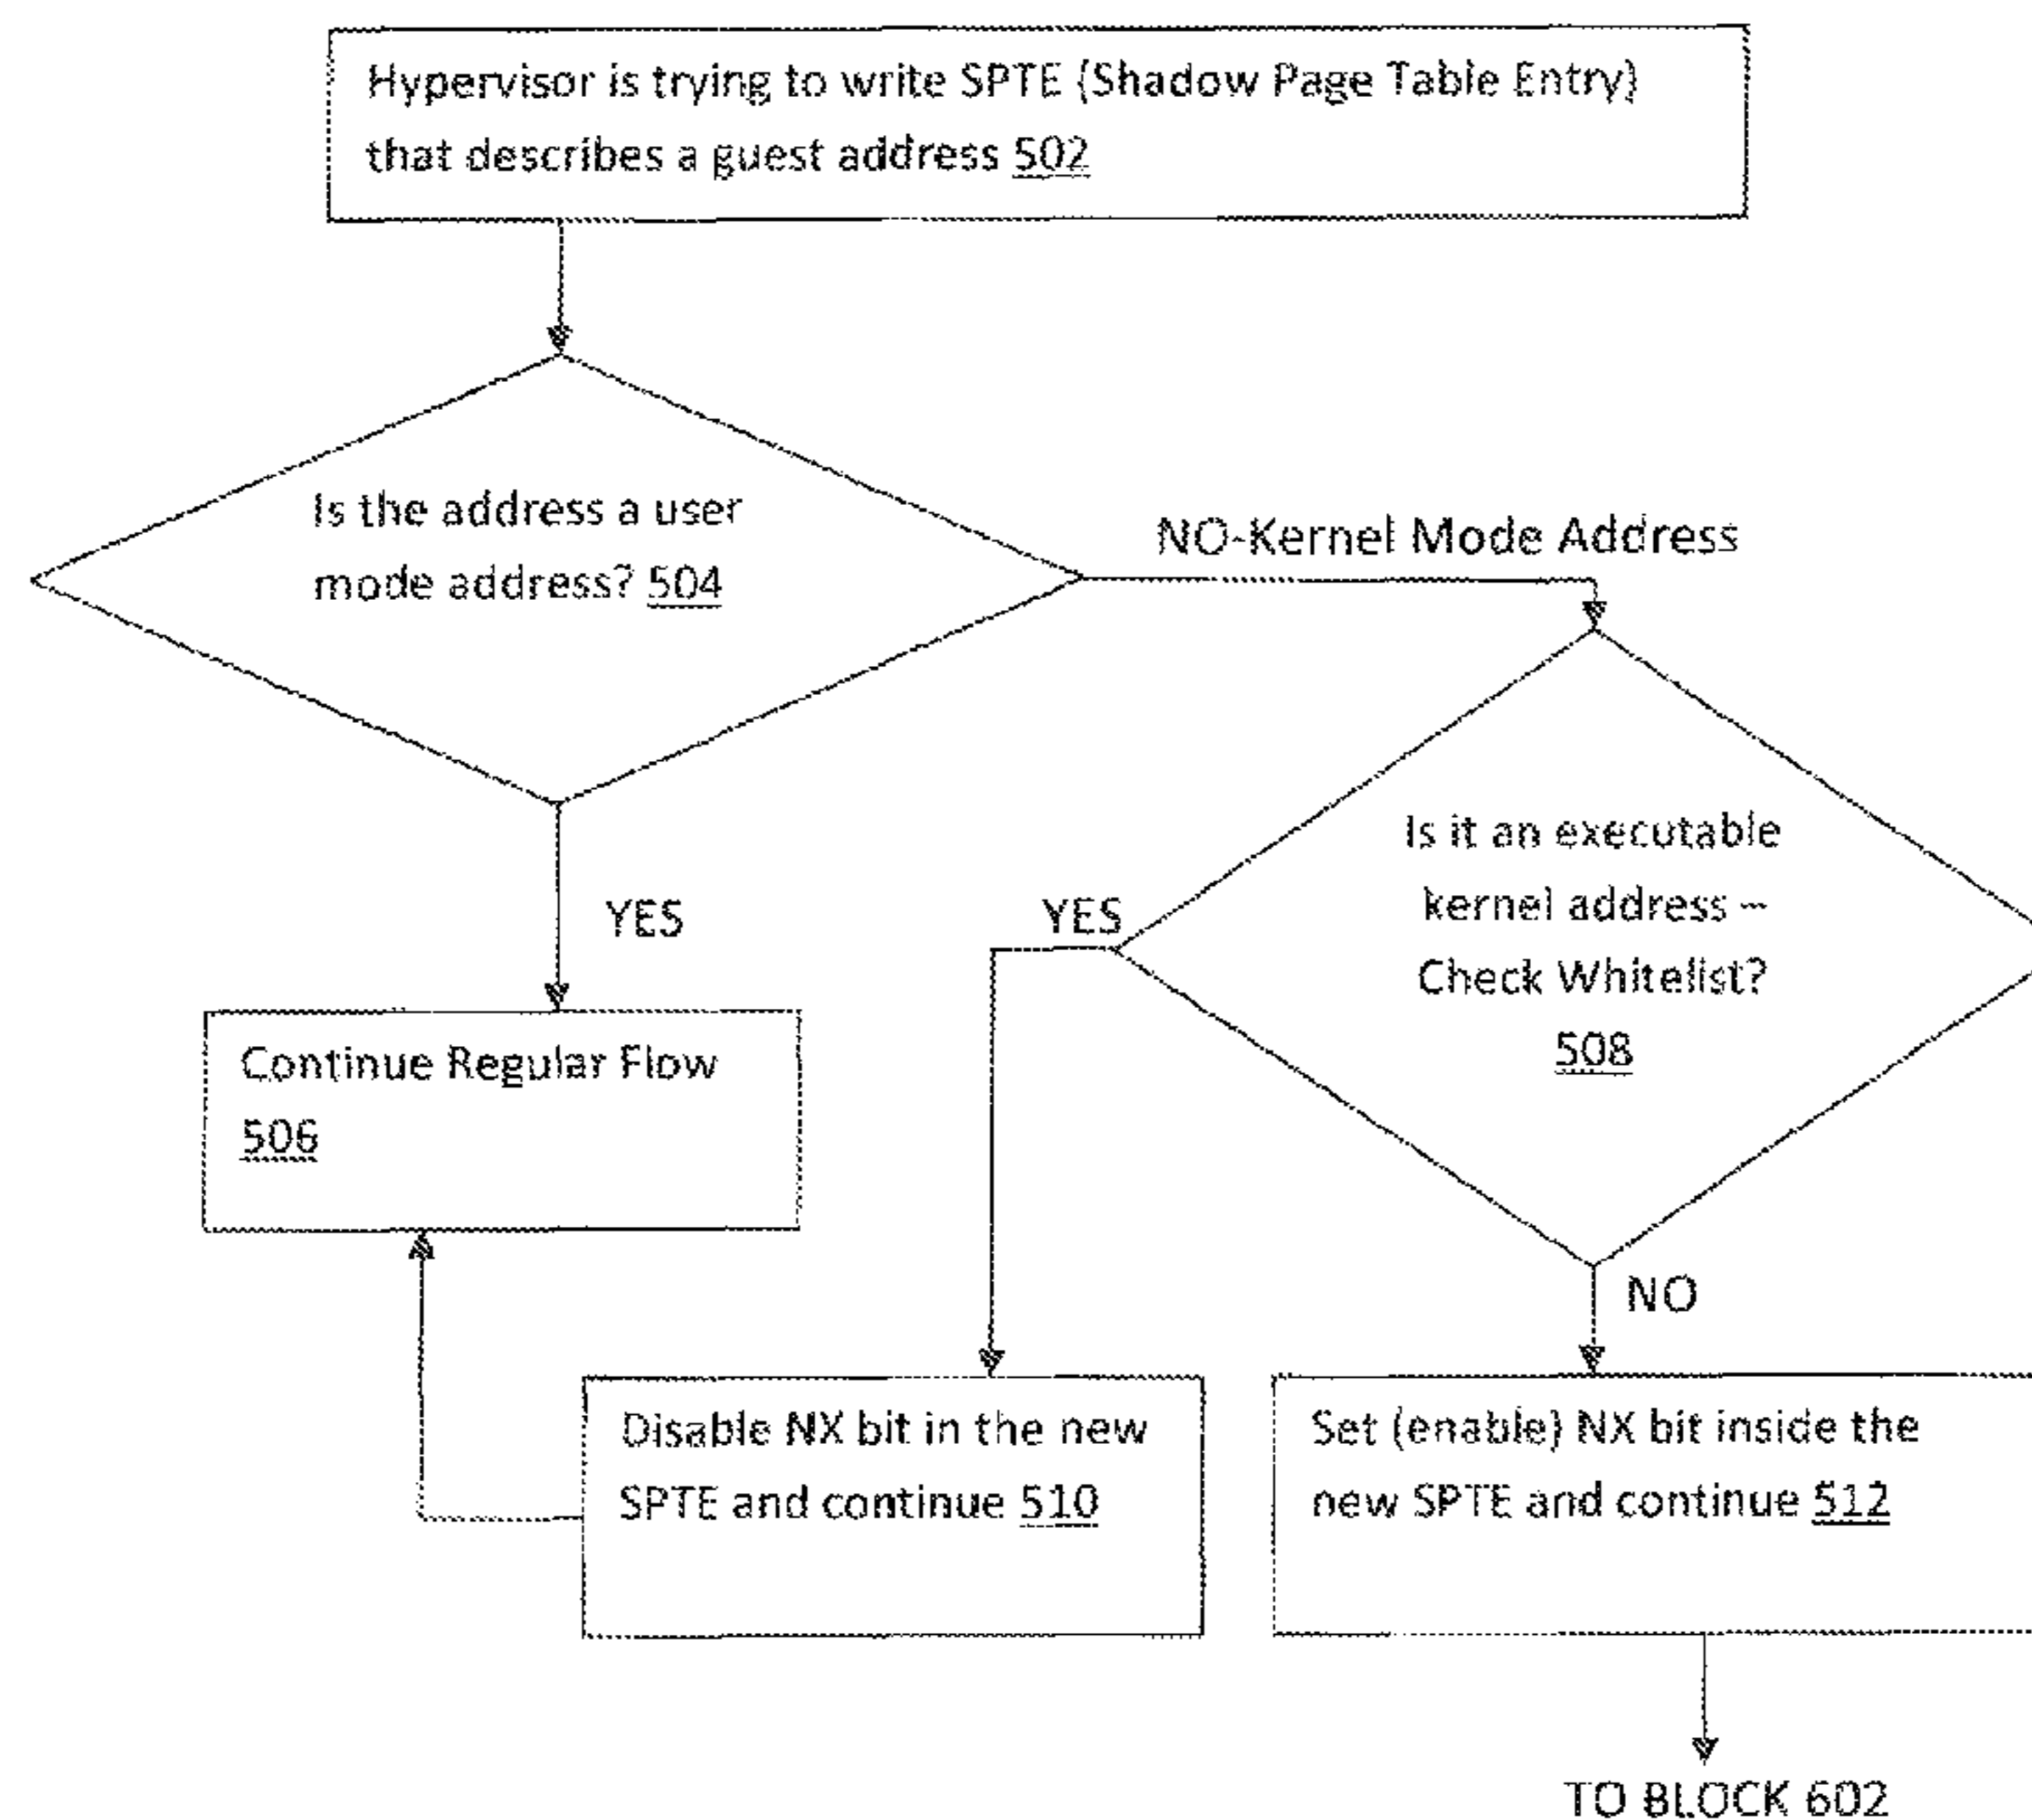 Hypervisor is trying to write SPTE (Shadow Page Table Entry)
that describes a guest address 502
Is the address a user
mode address? 504
NO-Kernel Mode Address
Is it an executable
kernel address –
Check Whitelist?
508
YES
YES
Continue Regular Flow
506
NO
Disable NX bit in the new
SPTE and continue 510
Set (enable) NX bit inside the
new SPTE and continue 512
TO BLOCK 602